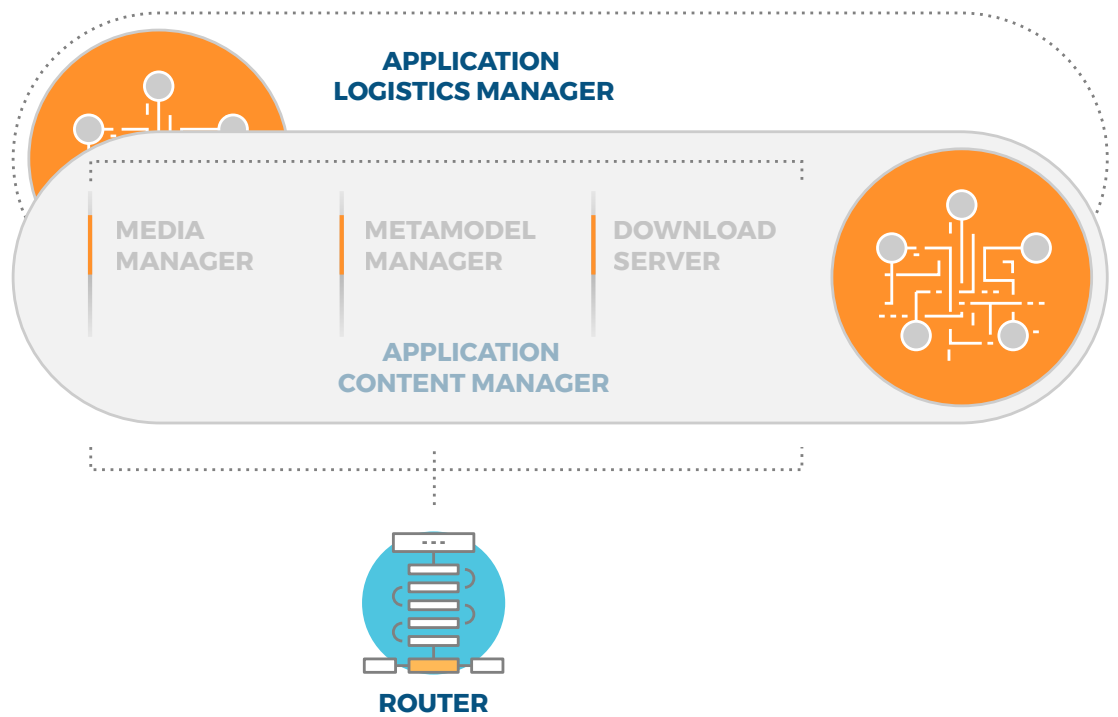 APPLICATION
LOGISTICS MANAGER
MEDIA
MANAGER
METAMODEL
MANAGER
DOWNLOAD
SERVER
APPLICATION
CONTENT MANAGER
ROUTER